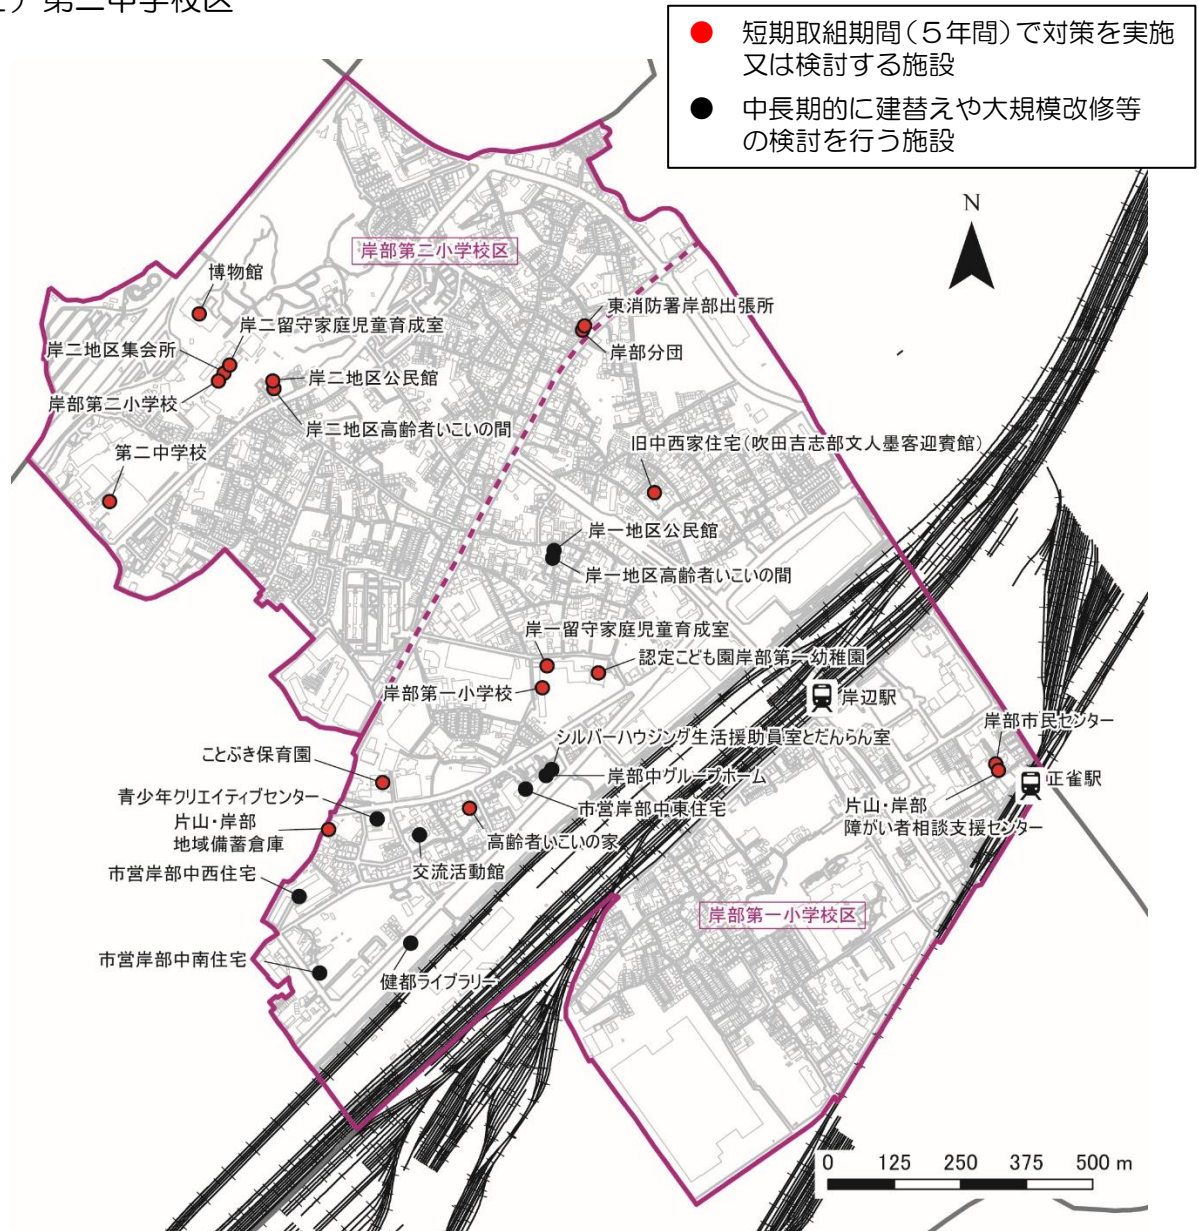 第二中学校区
短期取組期間（５年間）で対策を実施
又は検討する施設
中長期的に建替えや大規模改修等
の検討を行う施設
N
岸部第二小学校区
博物館
東消防署岸部出張所
岸二留守家庭児童育成室
岸二地区集会所
岸部分団
岸二地区公民館
岸部第二小学校
岸二地区高齢者いこいの間
第二中学校
旧中西家住宅（吹田吉志部文人墨客迎賓館）
岸一地区公民館
岸一地区高齢者いこいの間
岸一留守家庭児童育成室
認定こども園岸部第一幼稚園
岸部第一小学校
岸辺駅
岸部市民センター
シルバーハウジング生活援助員室とだんらん室
ことぶき保育園
岸部中グループホーム
正雀駅
青少年クリエイティブセンター
市営岸部中東住宅
片山・岸部
地域備蓄倉庫
片山・岸部
障がい者相談支援センター
高齢者いこいの家
交流活動館
市営岸部中西住宅
岸部第一小学校区
市営岸部中南住宅
健都ライブラリー
0 125 250 375 500 m